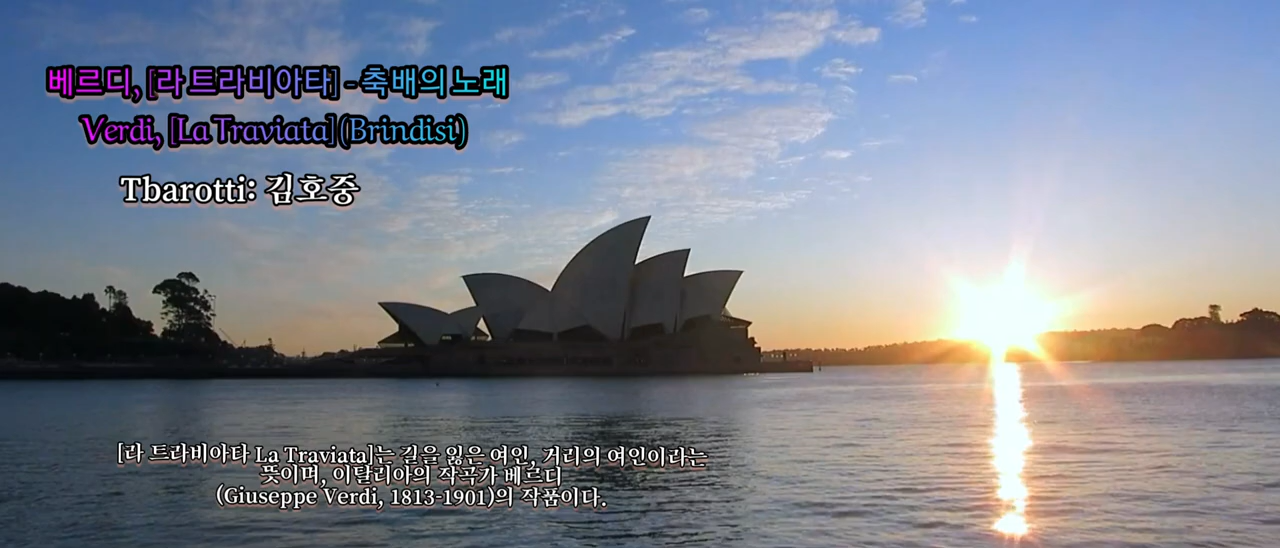 베르디, [라 트라비아타] - 축배의 노래
Verdi, [La Traviata] (Brindisi)
Tbarotti: 김호중
[라 트라비아타 La Traviata]는 길을 잃은 여인, 거리의 여인이라는
뜻이며, 이탈리아의 작곡가 베르디
(Giuseppe Verdi, 1813-1901)의 작품이다.